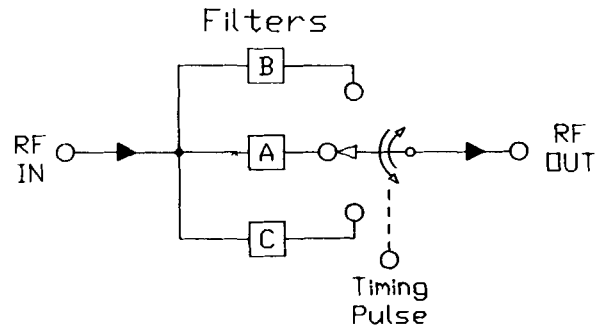 Filters
B
RF
IN
A
RF
OUT
C
Timing
Pulse